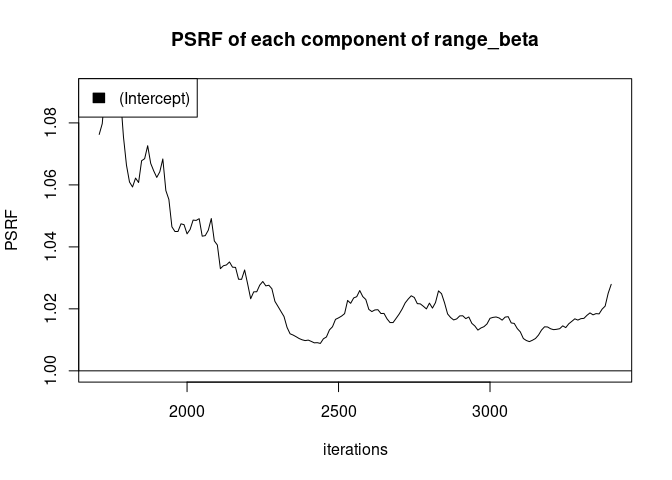 PSRF of each component of range_beta
(Intercept)
PSRF
1.08
1.06
1.04
1.02
1.00
2000 2500 3000
iterations